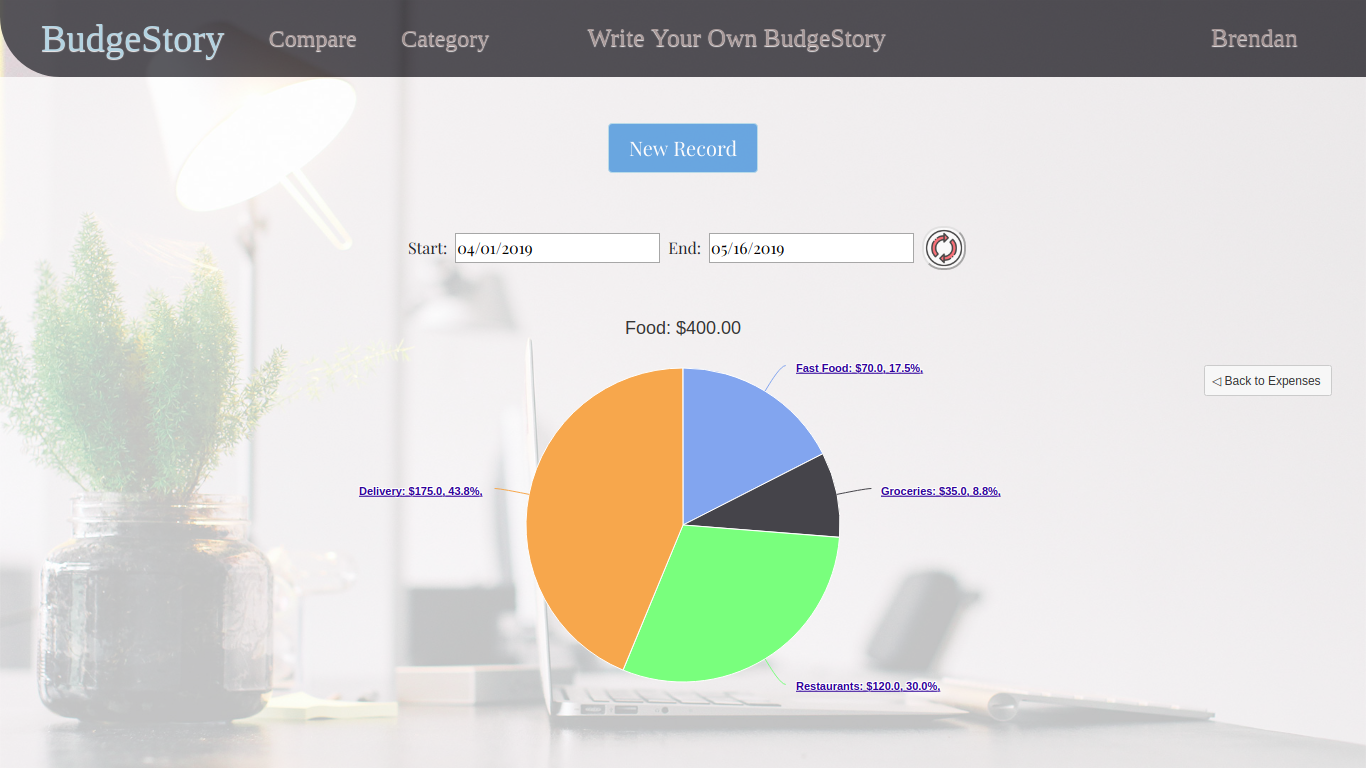 BudgeStory Compare Category Write Your Own BudgeStory Brendan
New Record
Start: 04/01/2019 End: 05/16/2019
Food: $400.00
Fast Food: $70.0, 17.5%,
◁ Back to Expenses
Delivery: $175.0, 43.8%,
Groceries: $35.0, 8.8%,
Restaurants: $120.0, 30.0%,